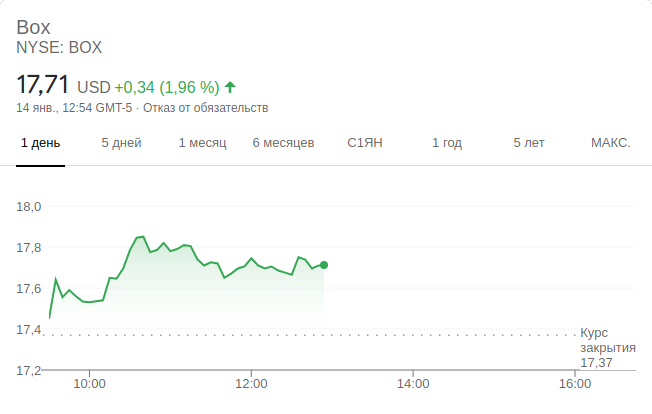 Box
NYSE: BOX
17,71 USD +0,34 (1,96 %)
14 янв., 12:54 GMT-5 · Отказ от обязательств
1 день 5 дней 1 месяц 6 месяцев С1ЯН 1 год 5 лет МАКС.
18,0
17,8
17,6
17,4
Курс
закрытия
17,37
17,2
10:00 12:00 14:00 16:00